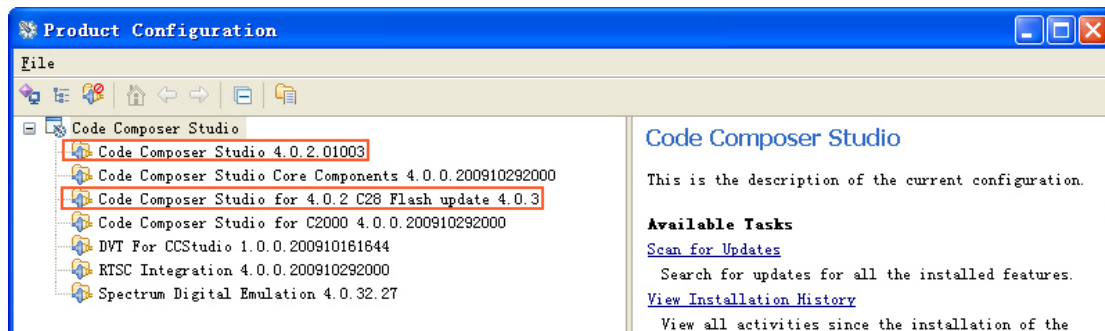 Product Configuration
File
Code Composer Studio
Code Composer Studio 4.0.2.01003
Code Composer Studio Core Components 4.0.0.200910292000
Code Composer Studio for 4.0.2 C28 Flash update 4.0.3
Code Composer Studio for C2000 4.0.0.200910292000
DVT For CCStudio 1.0.0.200910161644
RTSC Integration 4.0.0.200910292000
Spectrum Digital Emulation 4.0.32.27
Code Composer Studio
This is the description of the current configuration.
Available Tasks
Scan for Updates
Search for updates for all the installed features.
View Installation History
View all activities since the installation of the